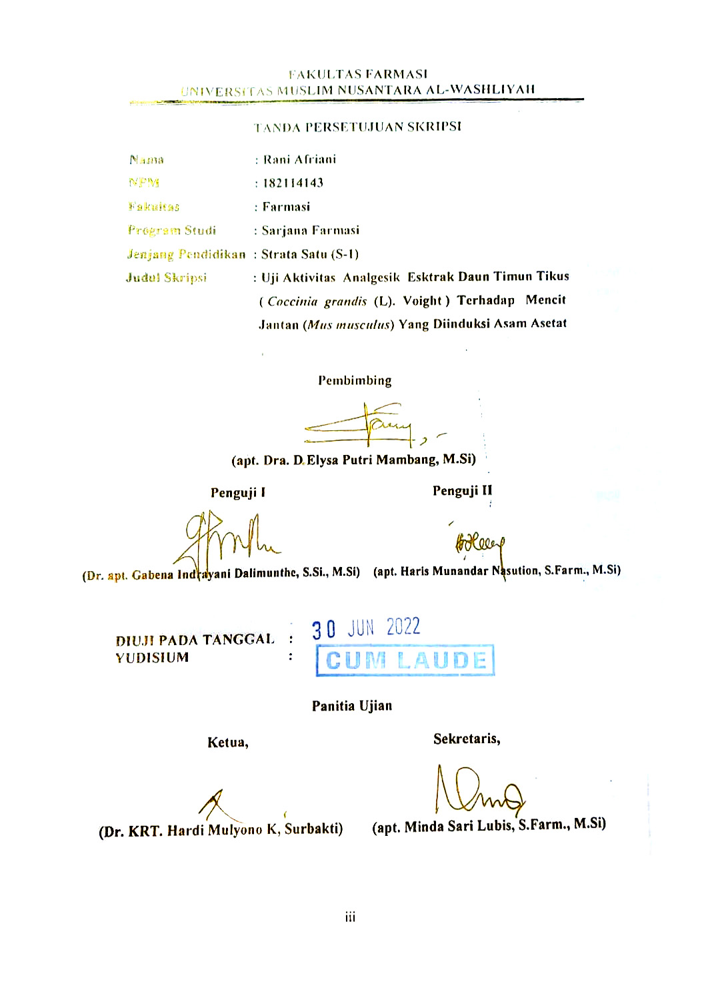 FAKULTAS FARMASI
UNIVERSITAS MUSLIM NUSANTARA AL-WASHLIYAH
TANDA PERSETUJUAN SKRIPSI
Nama : Rani Afriani
NPM : 182114143
Fakultas : Farmasi
Program Studi : Sarjana Farmasi
Jenjang Pendidikan : Strata Satu (S-1)
Judul Skripsi : Uji Aktivitas Analgesik Esktrak Daun Timun Tikus
( Coccinia grandis (L). Voight ) Terhadap Mencit
Jantan (Mus musculus) Yang Diinduksi Asam Asetat
Pembimbing
(apt. Dra. D.Elysa Putri Mambang, M.Si)
Penguji I Penguji II
(Dr. apt. Gabena Indrayani Dalimunthe, S.Si., M.Si) (apt. Haris Munandar Nasution, S.Farm., M.Si)
DIUJI PADA TANGGAL : 30 JUN 2022
YUDISIUM : CUM LAUDE
Panitia Ujian
Ketua, Sekretaris,
(Dr. KRT. Hardi Mulyono K, Surbakti) (apt. Minda Sari Lubis, S.Farm., M.Si)
iii